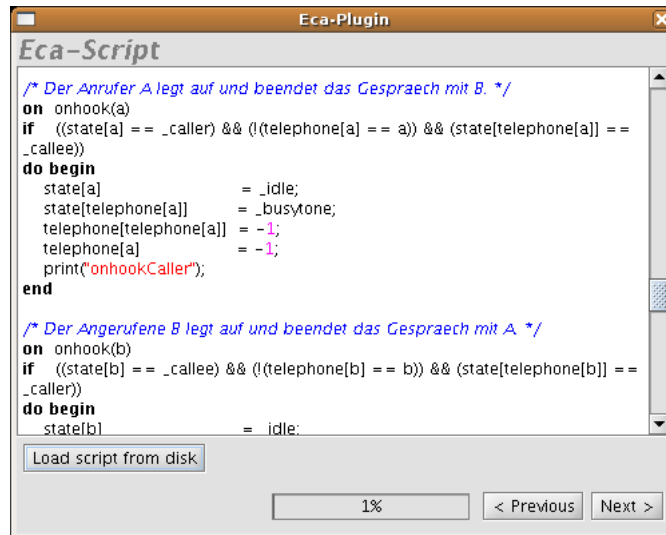 Eca-Plugin
Eca-Script
/* Der Anrufer A legt auf und beendet das Gespraech mit B. */
on onhook(a)
if ((state[a] == _caller) && (!(telephone[a] == a)) && (state[telephone[a]] ==
_callee))
do begin
state[a] = _idle;
state[telephone[a]] = _busytone;
telephone[telephone[a]] = -1;
telephone[a] = -1;
print("onhookCaller");
end
/* Der Angerufene B legt auf und beendet das Gespraech mit A. */
on onhook(b)
if ((state[b] == _callee) && (!(telephone[b] == b)) && (state[telephone[b]] ==
_caller))
do begin
state[b] = _idle;
Load script from disk
1%
< Previous
Next >